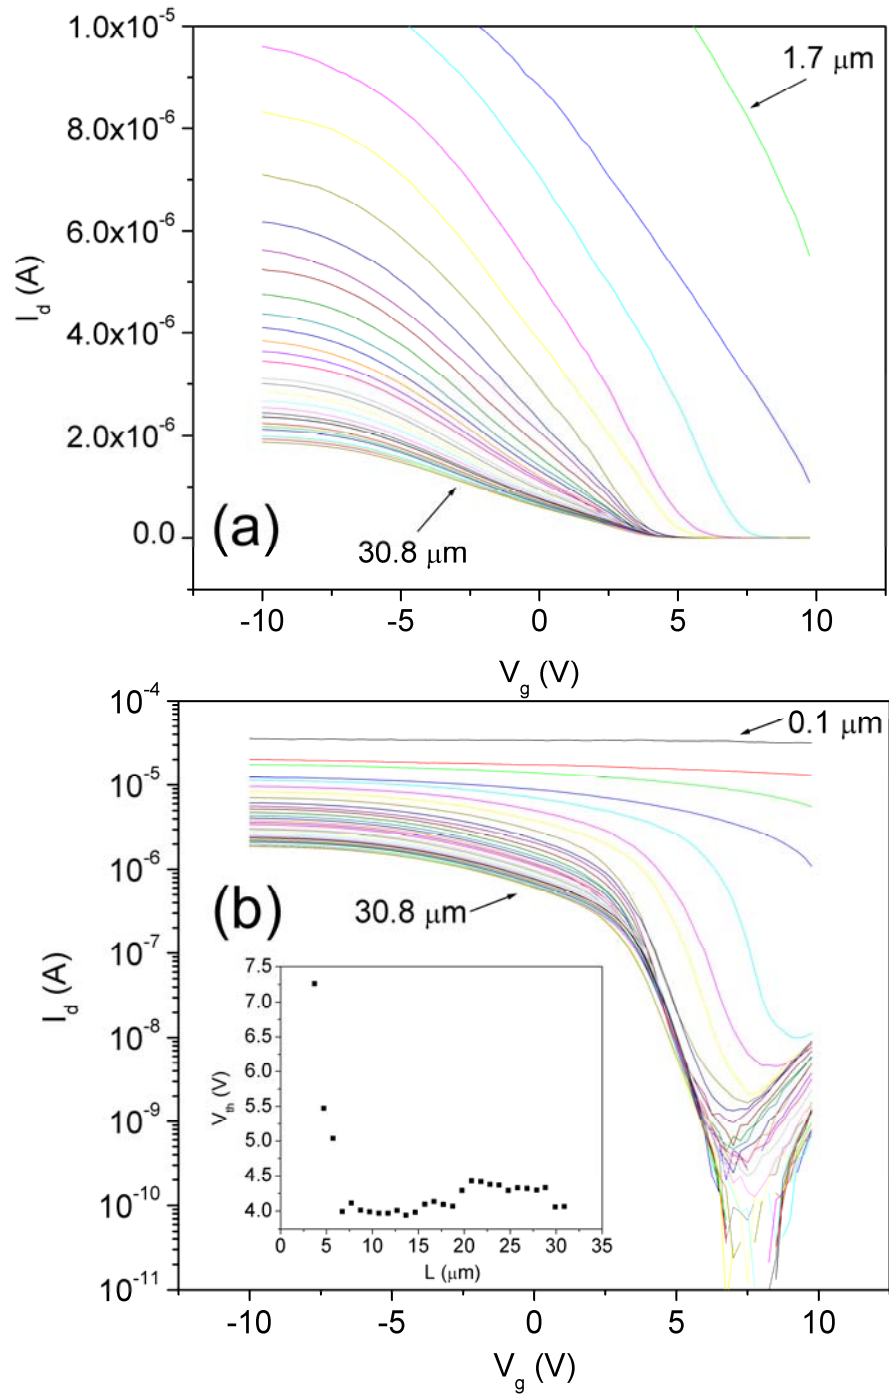 1.0x10⁻⁵
8.0x10⁻⁶
6.0x10⁻⁶
4.0x10⁻⁶
2.0x10⁻⁶
0.0
I_d (A)
1.7 μm
(a)
30.8 μm
-10 -5 0 5 10
V_g (V)
10⁻⁴
10⁻⁵
10⁻⁶
10⁻⁷
10⁻⁸
10⁻⁹
10⁻¹⁰
10⁻¹¹
I_d (A)
0.1 μm
(b)
30.8 μm
7.5
7.0
6.5
6.0
5.5
5.0
4.5
4.0
V_th (V)
0 5 10 15 20 25 30 35
L (μm)
-10 -5 0 5 10
V_g (V)